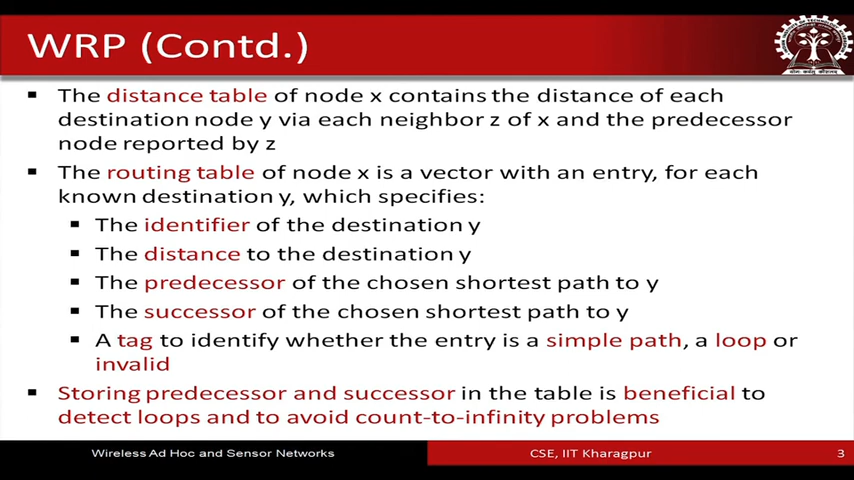 WRP (Contd.)
▪ The distance table of node x contains the distance of each
destination node y via each neighbor z of x and the predecessor
node reported by z
▪ The routing table of node x is a vector with an entry, for each
known destination y, which specifies:
▪ The identifier of the destination y
▪ The distance to the destination y
▪ The predecessor of the chosen shortest path to y
▪ The successor of the chosen shortest path to y
▪ A tag to identify whether the entry is a simple path, a loop or
invalid
▪ Storing predecessor and successor in the table is beneficial to
detect loops and to avoid count-to-infinity problems
Wireless Ad Hoc and Sensor Networks
CSE, IIT Kharagpur
3